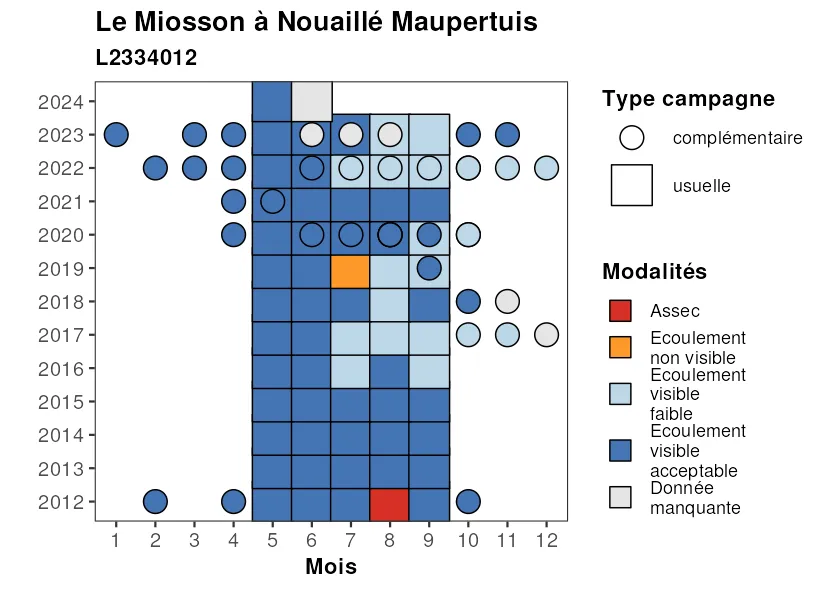 Le Miosson à Nouaillé Maupertuis
L2334012
2024
2023
2022
2021
2020
2019
2018
2017
2016
2015
2014
2013
2012
1 2 3 4 5 6 7 8 9 10 11 12
Mois
Type campagne
complémentaire
usuelle
Modalités
Assec
Ecoulement
non visible
Ecoulement
visible
faible
Ecoulement
visible
acceptable
Donnée
manquante